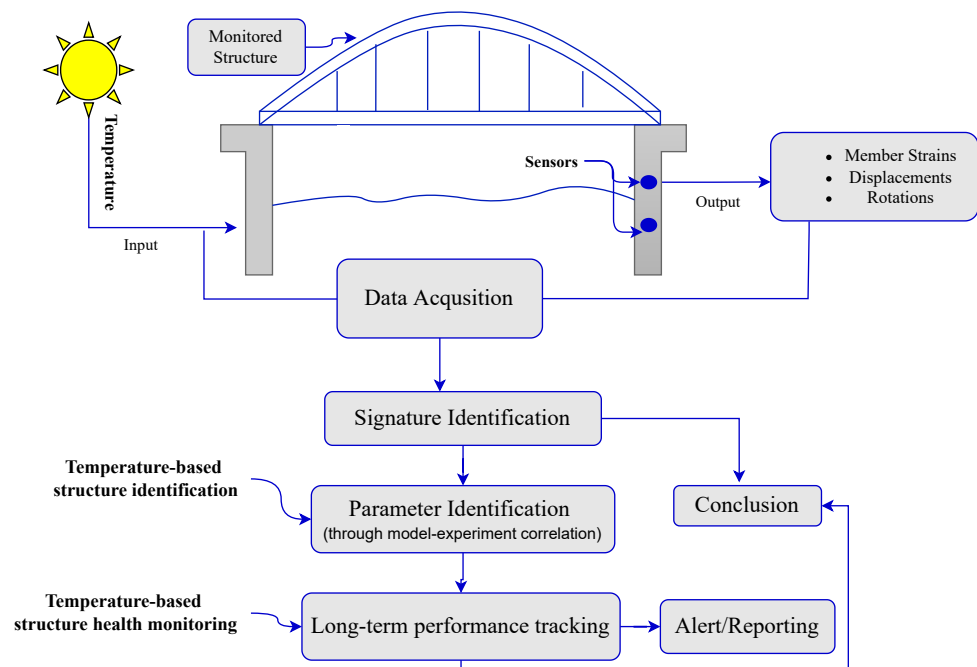 Monitored
Structure
Temperature
Sensors
• Member Strains
• Displacements
• Rotations
Input
Output
Data Acqusition
Signature Identification
Temperature-based
structure identification
Parameter Identification
(through model-experiment correlation)
Conclusion
Temperature-based
structure health monitoring
Long-term performance tracking
Alert/Reporting